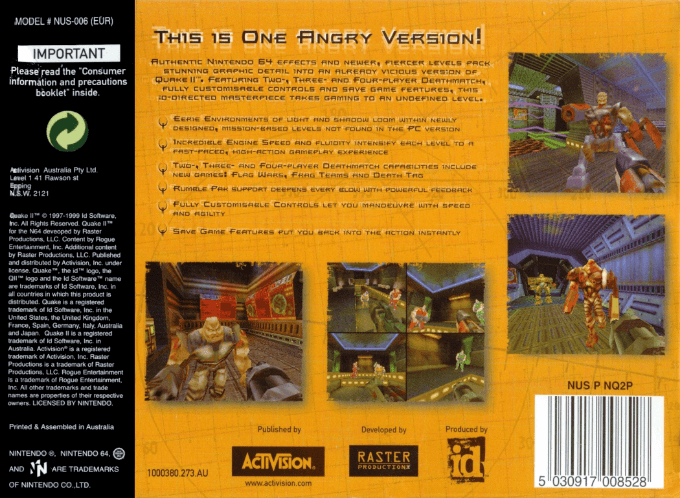 MODEL # NUS-006 (EUR)
IMPORTANT
Please read the "Consumer
information and precautions
booklet" inside.
Activision Australia Pty Ltd.
Level 1 41 Rawson st
Epping
N.S.W. 2121
Quake II™ © 1997-1999 Id Software,
Inc. All Rights Reserved. Quake II™
for the N64 developed by Raster
Productions, LLC. Content by Rogue
Entertainment, Inc. Additional content
by Raster Productions, LLC. Published
and distributed by Activision, Inc. under
license. Quake™, the id™ logo, the
QII™ logo and the Id Software™ name
are trademarks of Id Software, Inc. in
all countries in which this product is
distributed. Quake is a registered
trademark of Id Software, Inc. in the
United States, the United Kingdom,
France, Spain, Germany, Italy, Australia
and Japan. Quake II is a registered
trademark of Id Software, Inc. in
Australia. Activision® is a registered
trademark of Activision, Inc. Raster
Productions is a trademark of Raster
Productions, LLC. Rogue Entertainment
is a trademark of Rogue Entertainment,
Inc. All other trademarks and trade
names are properties of their respective
owners. LICENSED BY NINTENDO.
Printed & Assembled in Australia
NINTENDO ®, NINTENDO 64,
AND N ARE TRADEMARKS
OF NINTENDO CO.,LTD.
This is One Angry Version!
Authentic Nintendo 64 effects and newer, fiercer levels pack
stunning graphic detail into an already vicious version of
Quake II™. Featuring Two-, Three- and Four-player Deathmatch,
fully customisable controls and save game features, this
id-directed masterpiece takes gaming to an undefined level.
Eerie Environments of light and shadow loom within newly
designed, mission-based levels not found in the PC version
Incredible Engine Speed and fluidity intensify each level to a
fast-paced, high-action gameplay experience
Two-, Three- and Four-player Deathmatch capabilities include
new games! Flag Wars, Frag Teams and Death Tag
Rumble Pak support deepens every blow with powerful feedback
Fully Customisable Controls let you manoeuvre with speed
and agility
Save Game Features put you back into the action instantly
Published by
Developed by
Produced by
ACTIVISION.
www.activision.com
RASTER
PRODUCTIONS
id
1000380.273.AU
NUS P NQ2P
5 030917 008528